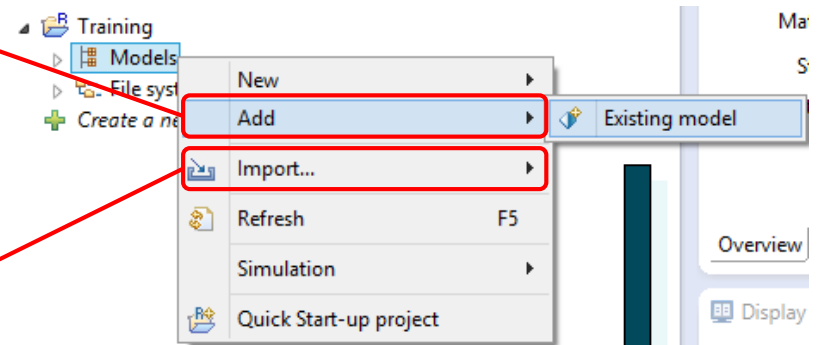 Training
Models
File syst
Create a ne
New
Add
Existing model
Import...
Refresh F5
Simulation
Quick Start-up project
Overview
Display